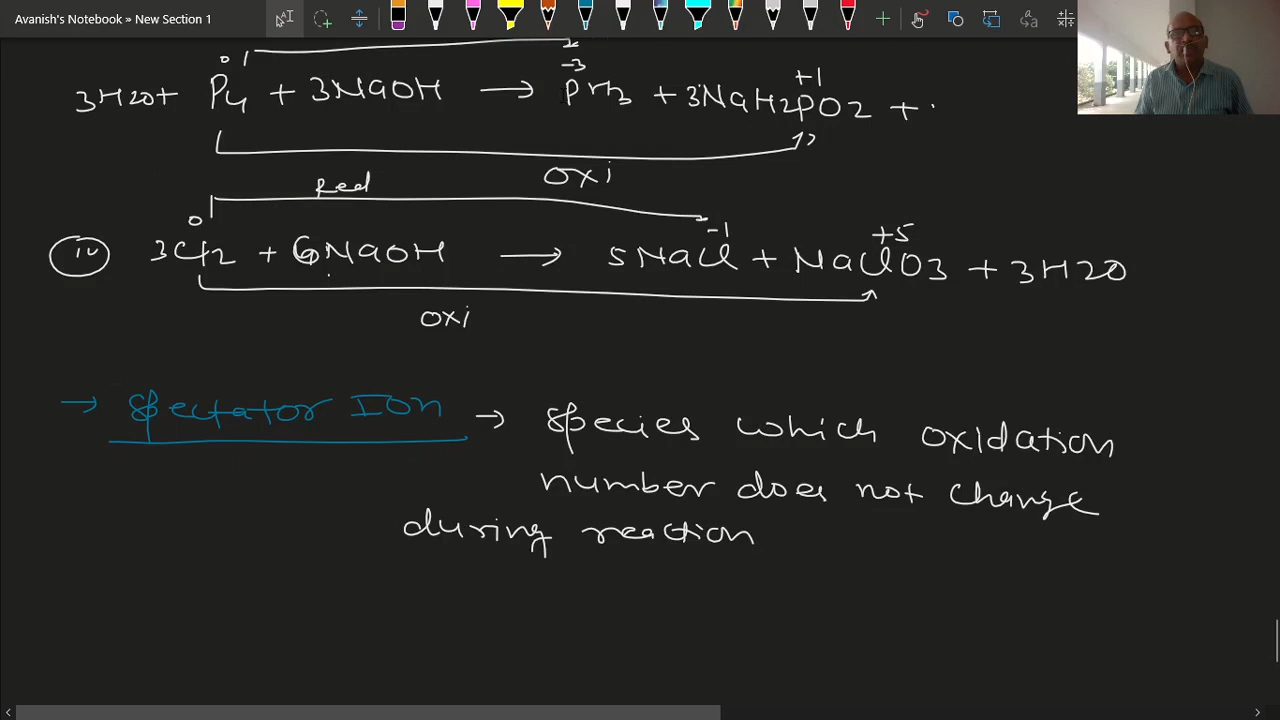 Avanish's Notebook » New Section 1
0 -3 +1
3H2O+ P4 + 3NaOH → PH3 + 3NaH2PO2 +
oxi
Red
0 -1 +5
(iv) 3Cl2 + 6NaOH → 5NaCl + NaClO3 + 3H2O
oxi
→ Spectator Ion → Species which oxidation
number does not change
during reaction